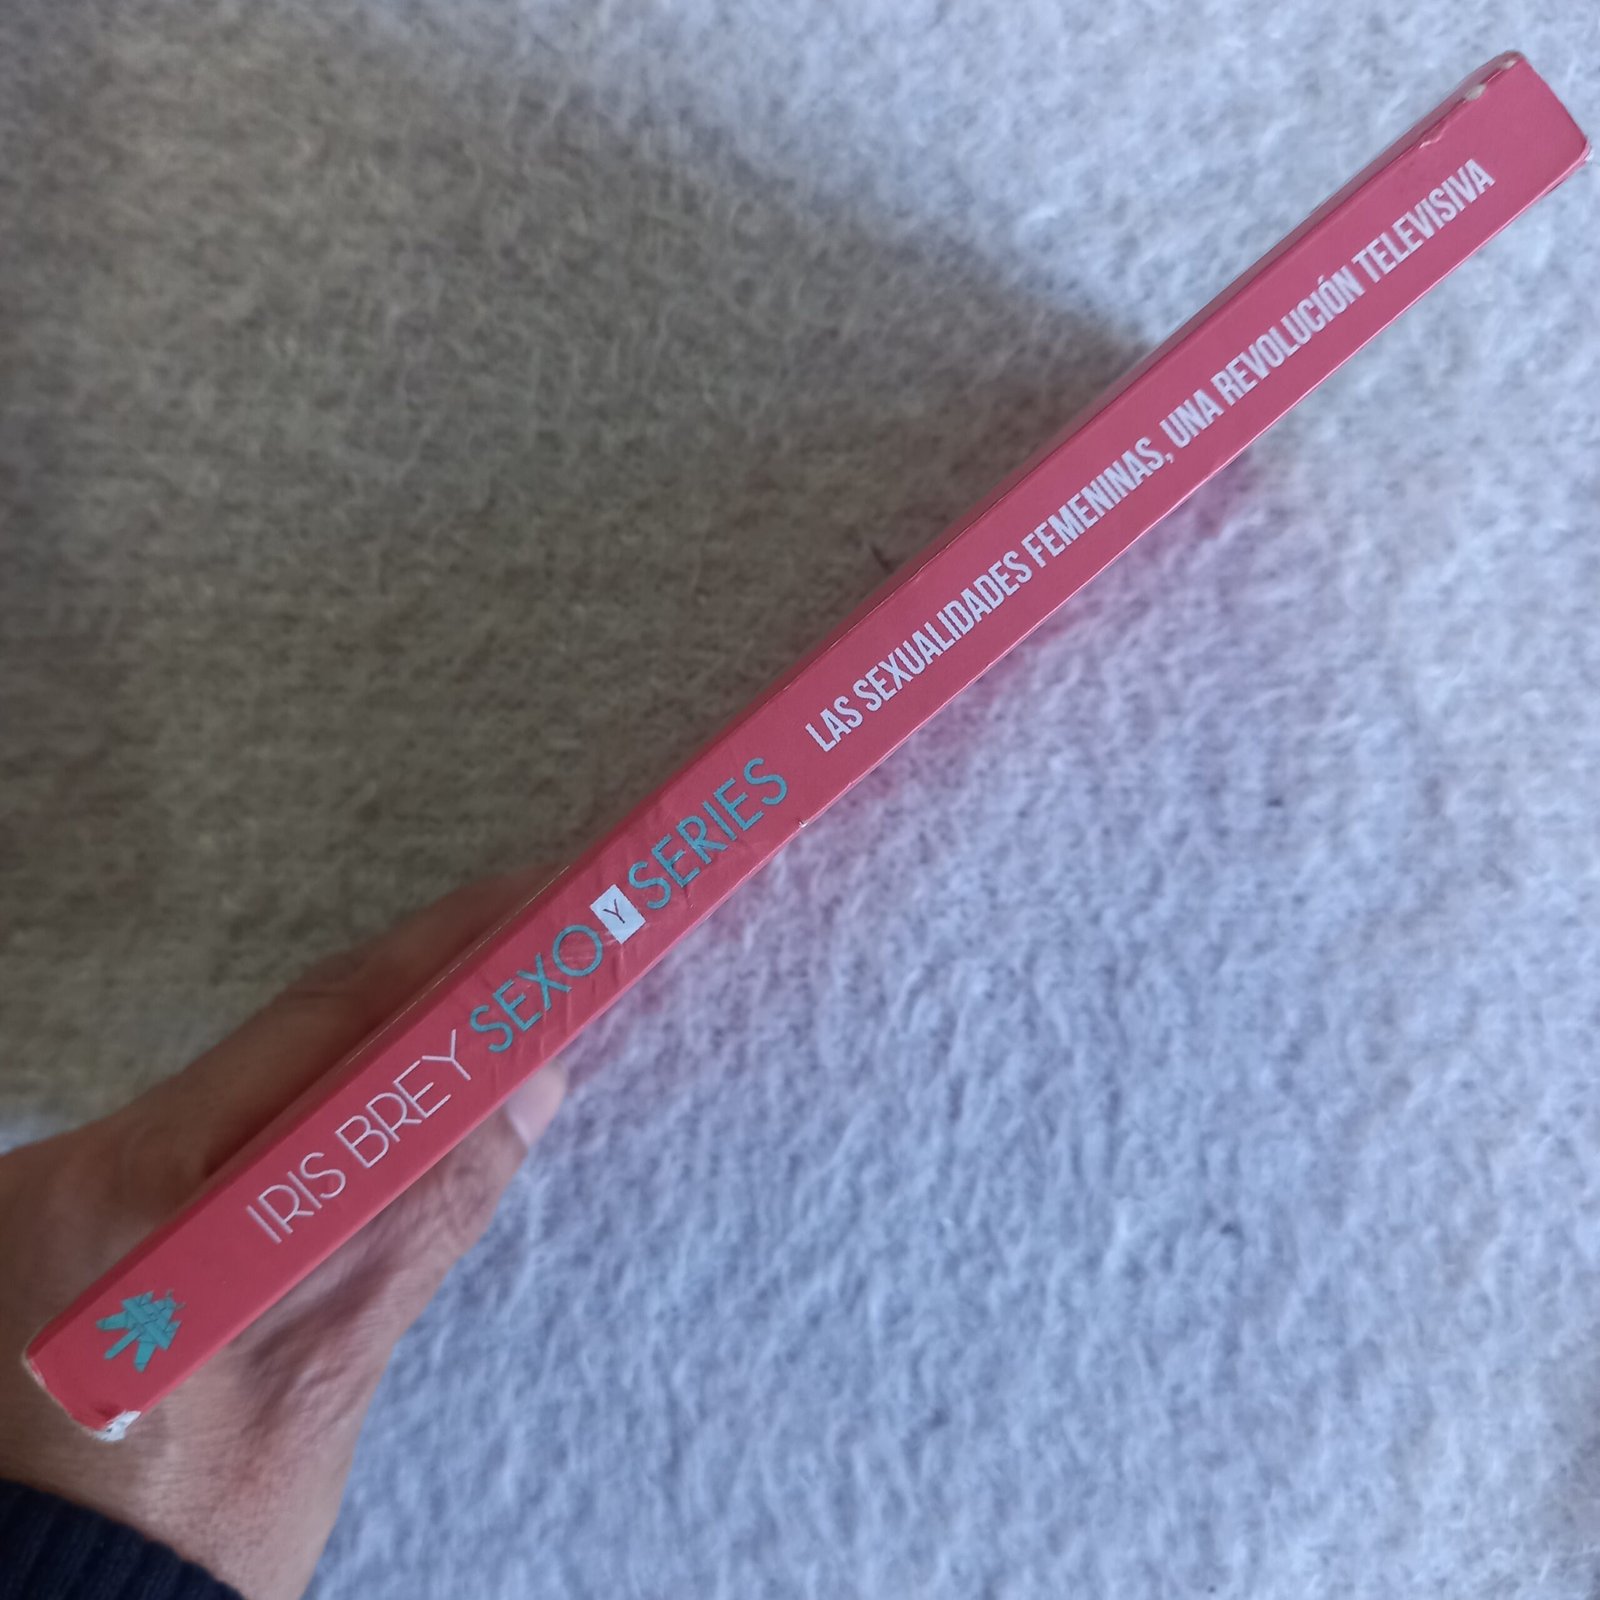 IRIS BREY SEXO Y SERIES LAS SEXUALIDADES FEMENINAS, UNA REVOLUCIÓN TELEVISIVA